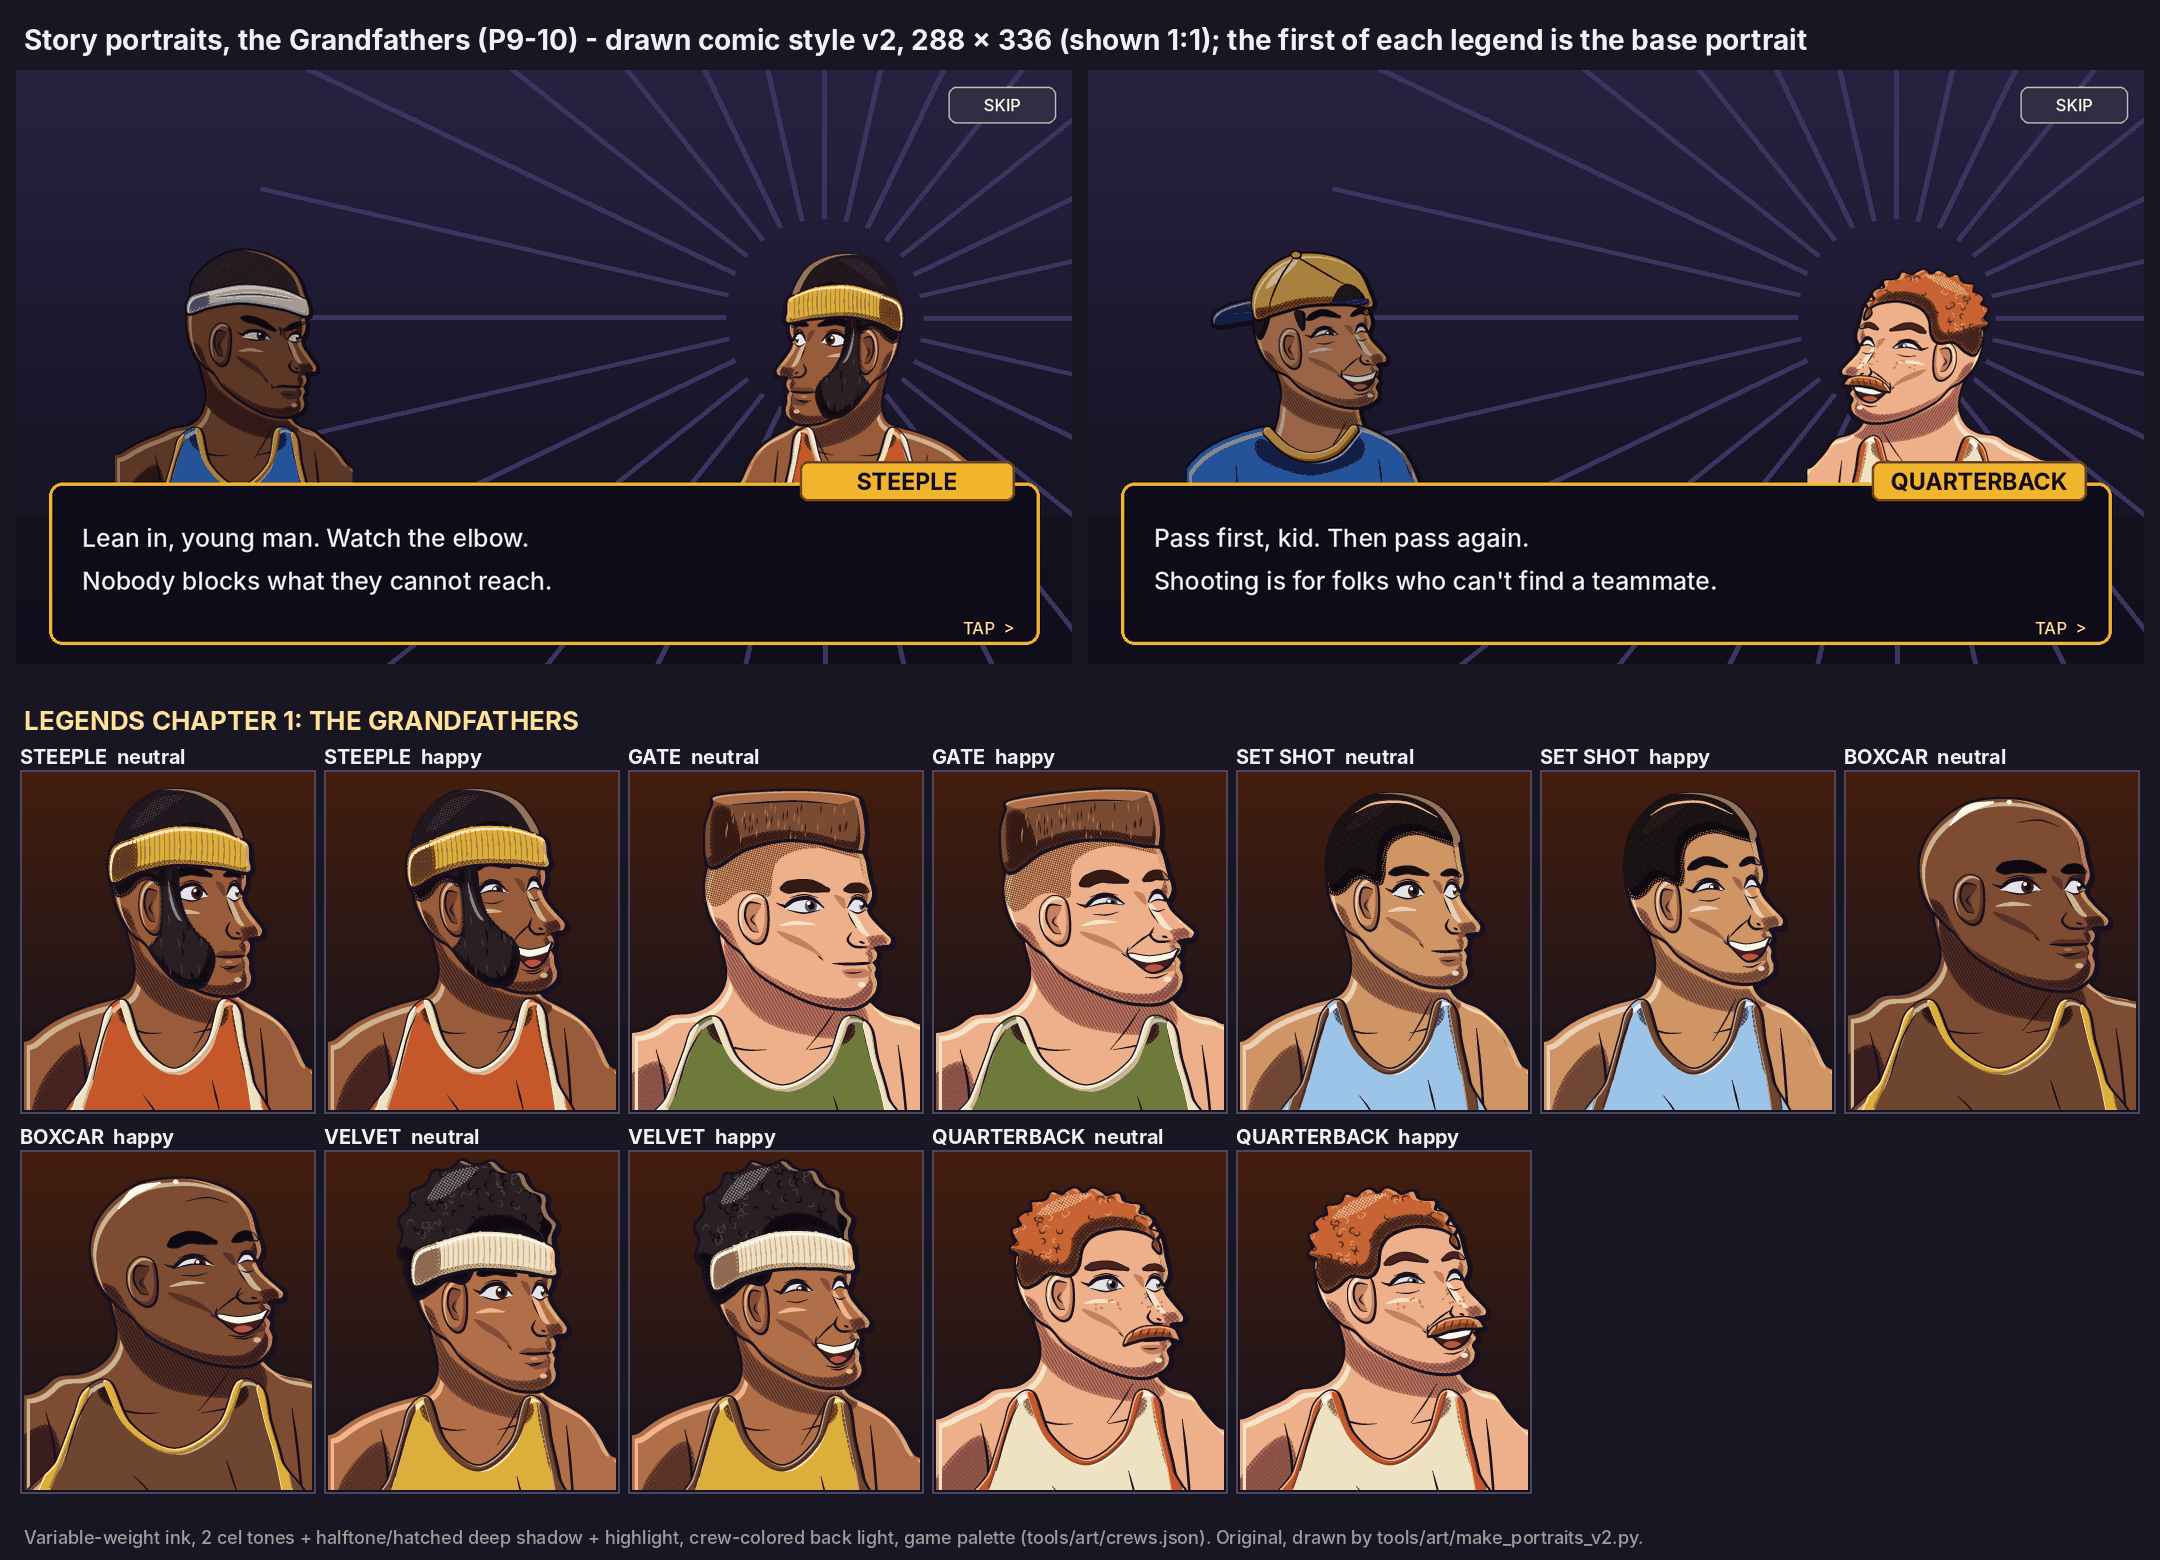 Story portraits, the Grandfathers (P9-10) - drawn comic style v2, 288 × 336 (shown 1:1); the first of each legend is the base portrait
SKIP
STEEPLE
Lean in, young man. Watch the elbow.
Nobody blocks what they cannot reach.
TAP >
SKIP
QUARTERBACK
Pass first, kid. Then pass again.
Shooting is for folks who can't find a teammate.
TAP >
LEGENDS CHAPTER 1: THE GRANDFATHERS
STEEPLE neutral
STEEPLE happy
GATE neutral
GATE happy
SET SHOT neutral
SET SHOT happy
BOXCAR neutral
BOXCAR happy
VELVET neutral
VELVET happy
QUARTERBACK neutral
QUARTERBACK happy
Variable-weight ink, 2 cel tones + halftone/hatched deep shadow + highlight, crew-colored back light, game palette (tools/art/crews.json). Original, drawn by tools/art/make_portraits_v2.py.